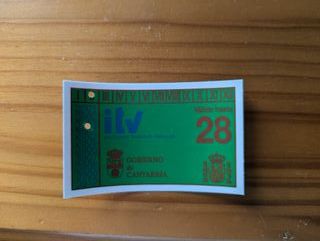 I II III IV V VI VII VIII IX X XI XII
Válido hasta
itv
28
GOBIERNO
de
CANTABRIA